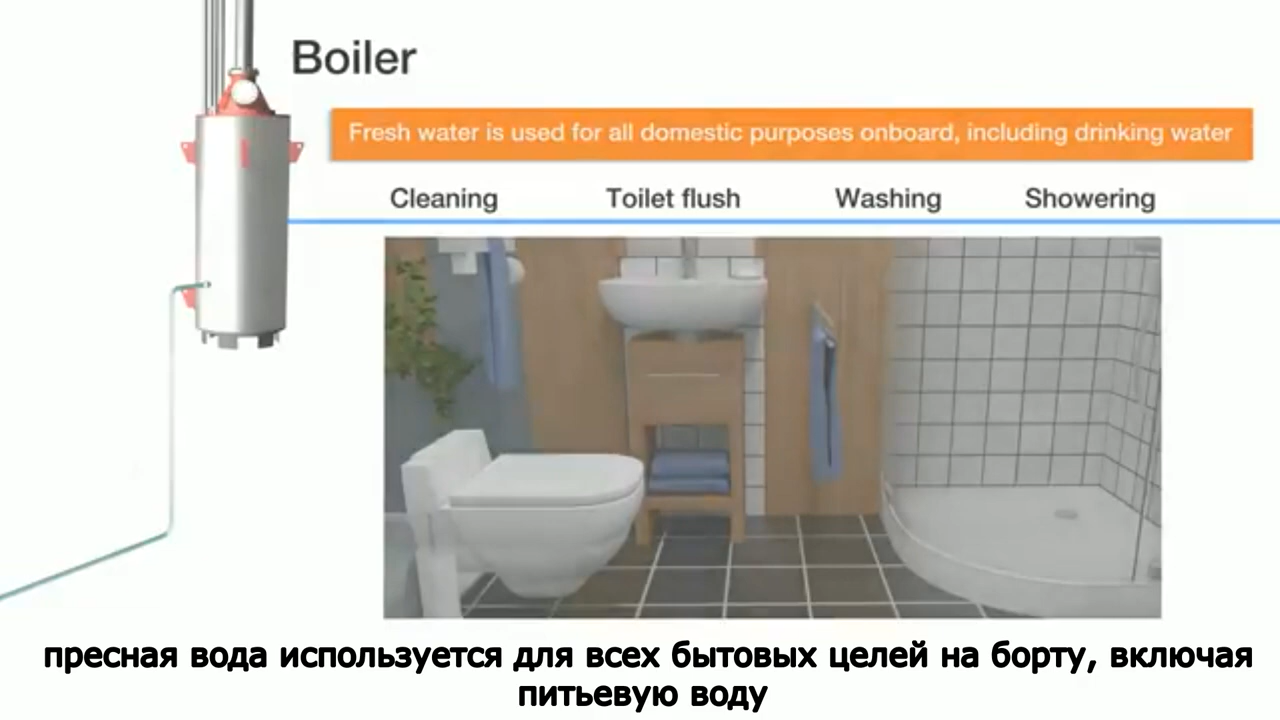 Boiler
Fresh water is used for all domestic purposes onboard, including drinking water
Cleaning Toilet flush Washing Showering
пресная вода используется для всех бытовых целей на борту, включая
питьевую воду